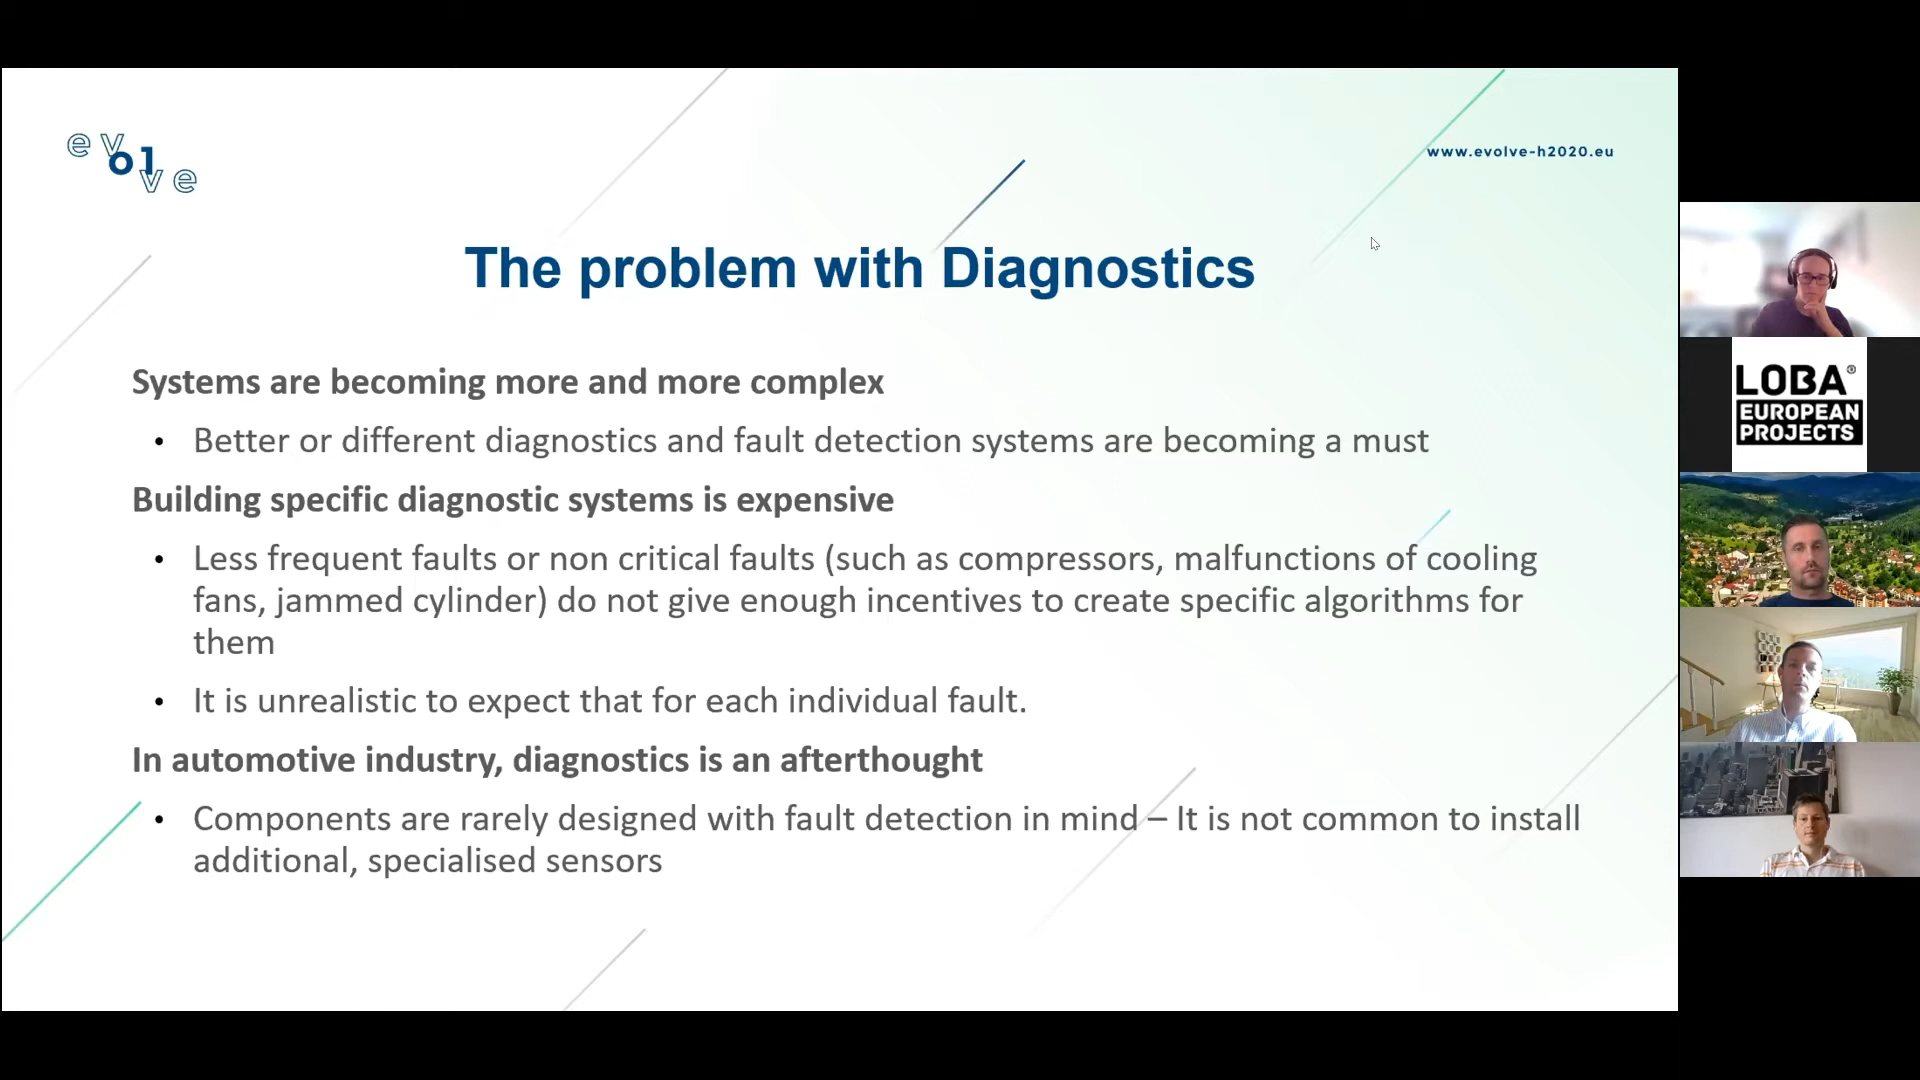 evolve
www.evolve-h2020.eu
The problem with Diagnostics
Systems are becoming more and more complex
• Better or different diagnostics and fault detection systems are becoming a must
Building specific diagnostic systems is expensive
• Less frequent faults or non critical faults (such as compressors, malfunctions of cooling
fans, jammed cylinder) do not give enough incentives to create specific algorithms for
them
• It is unrealistic to expect that for each individual fault.
In automotive industry, diagnostics is an afterthought
• Components are rarely designed with fault detection in mind – It is not common to install
additional, specialised sensors
LOBA®
EUROPEAN
PROJECTS